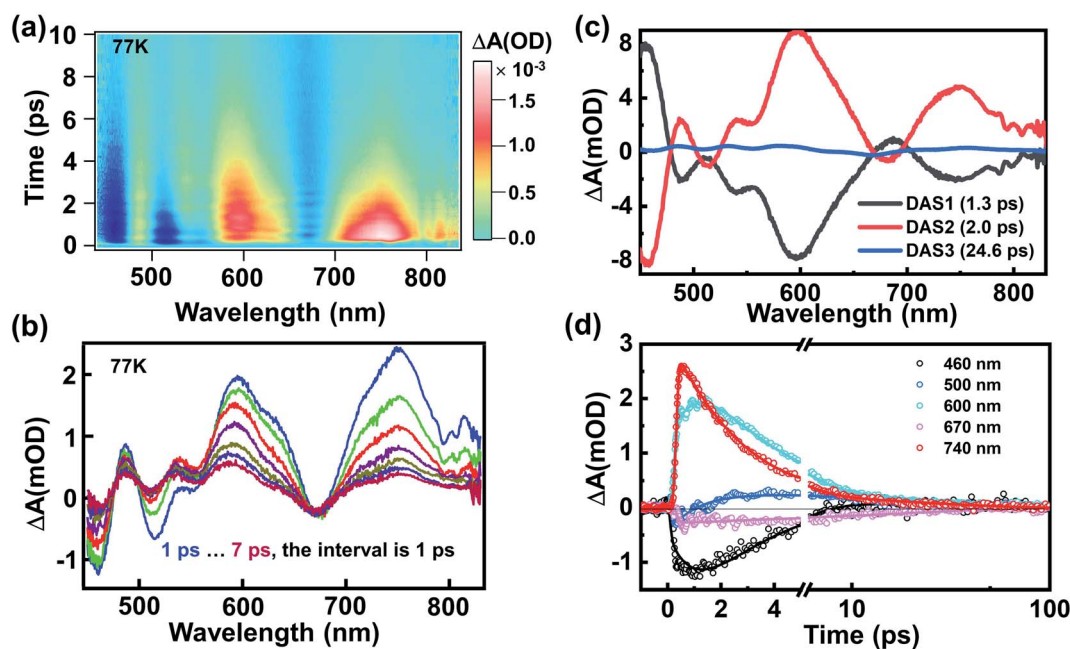 (a)
77K
ΔA(OD)
× 10⁻³
1.5
1.0
0.5
0.0
10
8
6
4
2
0
Time (ps)
500 600 700 800
Wavelength (nm)
(b)
77K
2
1
0
-1
ΔA(mOD)
1 ps ... 7 ps, the interval is 1 ps
500 600 700 800
Wavelength (nm)
(c)
8
4
0
-4
-8
ΔA(mOD)
DAS1 (1.3 ps)
DAS2 (2.0 ps)
DAS3 (24.6 ps)
500 600 700 800
Wavelength (nm)
(d)
3
2
1
0
-1
ΔA(mOD)
460 nm
500 nm
600 nm
670 nm
740 nm
0 2 4 10 100
Time (ps)